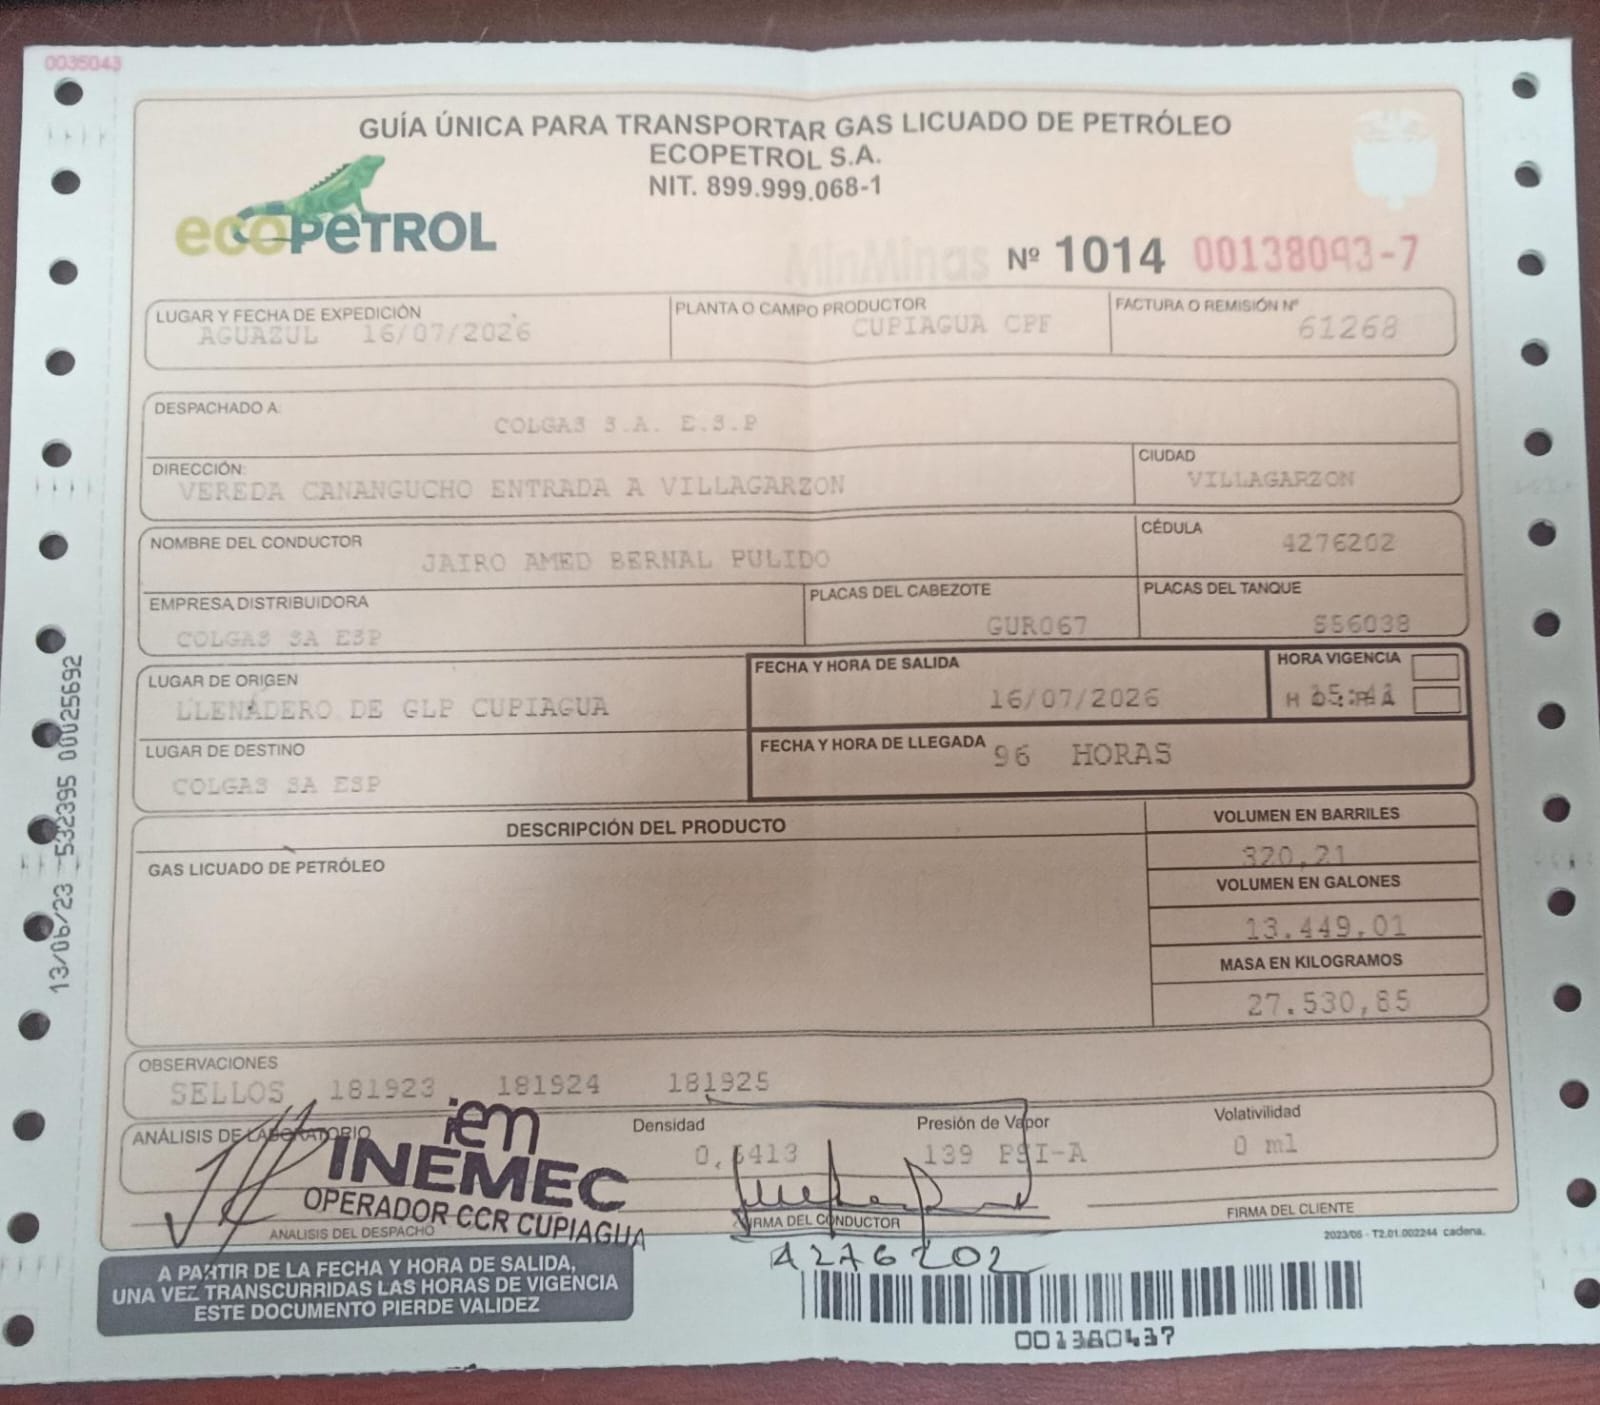 0035043
GUÍA ÚNICA PARA TRANSPORTAR GAS LICUADO DE PETRÓLEO
ECOPETROL S.A.
NIT. 899.999.068-1
ecoPETROL
MinMinas
Nº 1014 00138093-7
LUGAR Y FECHA DE EXPEDICIÓN
AGUAZUL 16/07/2026
PLANTA O CAMPO PRODUCTOR
CUPIAGUA CPF
FACTURA O REMISIÓN Nº
61268
DESPACHADO A:
COLGAS S.A. E.S.P
DIRECCIÓN:
VEREDA CANANGUCHO ENTRADA A VILLAGARZON
CIUDAD
VILLAGARZON
NOMBRE DEL CONDUCTOR
JAIRO AMED BERNAL PULIDO
CÉDULA
4276202
EMPRESA DISTRIBUIDORA
COLGAS SA ESP
PLACAS DEL CABEZOTE
GUR067
PLACAS DEL TANQUE
S56038
LUGAR DE ORIGEN
LLENADERO DE GLP CUPIAGUA
FECHA Y HORA DE SALIDA
16/07/2026
HORA VIGENCIA
LUGAR DE DESTINO
COLGAS SA ESP
FECHA Y HORA DE LLEGADA
96 HORAS
DESCRIPCIÓN DEL PRODUCTO
GAS LICUADO DE PETRÓLEO
VOLUMEN EN BARRILES
320,21
VOLUMEN EN GALONES
13.449,01
MASA EN KILOGRAMOS
27.530,85
OBSERVACIONES
SELLOS 181923 181924 181925
ANÁLISIS DE LABORATORIO
Densidad
0,5413
Presión de Vapor
139 PSI-A
Volatividad
0 ml
iem
INEMEC
OPERADOR CCR CUPIAGUA
ANALISIS DEL DESPACHO
FIRMA DEL CONDUCTOR
4276202
FIRMA DEL CLIENTE
2023/05 - T2.01.002244 cadena.
A PARTIR DE LA FECHA Y HORA DE SALIDA,
UNA VEZ TRANSCURRIDAS LAS HORAS DE VIGENCIA
ESTE DOCUMENTO PIERDE VALIDEZ
001380437
13/06/23 532395 00025692